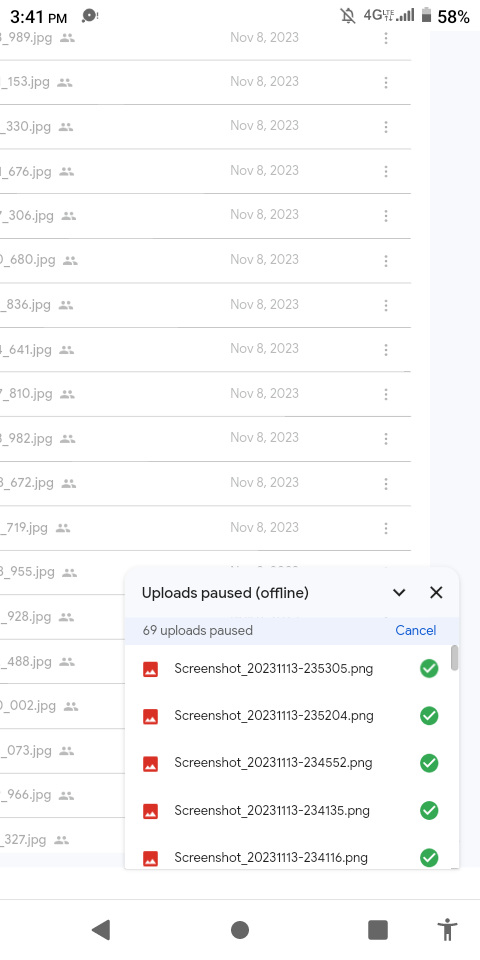 3:41 PM 4G LTE 58%
_989.jpg Nov 8, 2023
_153.jpg Nov 8, 2023
_330.jpg Nov 8, 2023
_676.jpg Nov 8, 2023
_306.jpg Nov 8, 2023
_680.jpg Nov 8, 2023
_836.jpg Nov 8, 2023
_641.jpg Nov 8, 2023
_810.jpg Nov 8, 2023
_982.jpg Nov 8, 2023
_672.jpg Nov 8, 2023
_719.jpg Nov 8, 2023
_955.jpg
_928.jpg
_488.jpg
_002.jpg
_073.jpg
_966.jpg
_327.jpg
Uploads paused (offline)
69 uploads paused Cancel
Screenshot_20231113-235305.png
Screenshot_20231113-235204.png
Screenshot_20231113-234552.png
Screenshot_20231113-234135.png
Screenshot_20231113-234116.png